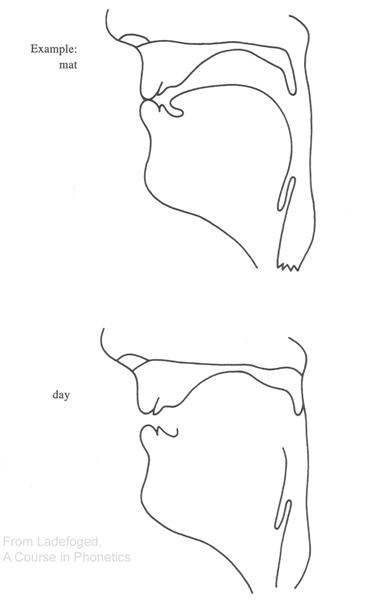 Example:
mat
day
From Ladefoged,
A Course in Phonetics